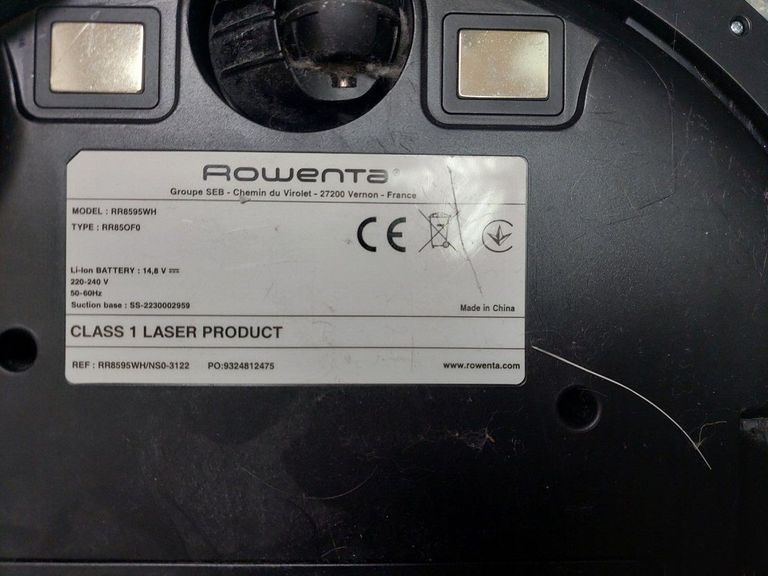 Rowenta®
Groupe SEB - Chemin du Virolet - 27200 Vernon - France
MODEL : RR8595WH
TYPE : RR85OF0
CE
Li-Ion BATTERY : 14,8 V ⎓
220-240 V
50-60Hz
Suction base : SS-2230002959
Made in China
CLASS 1 LASER PRODUCT
REF : RR8595WH/NS0-3122 PO:9324812475
www.rowenta.com